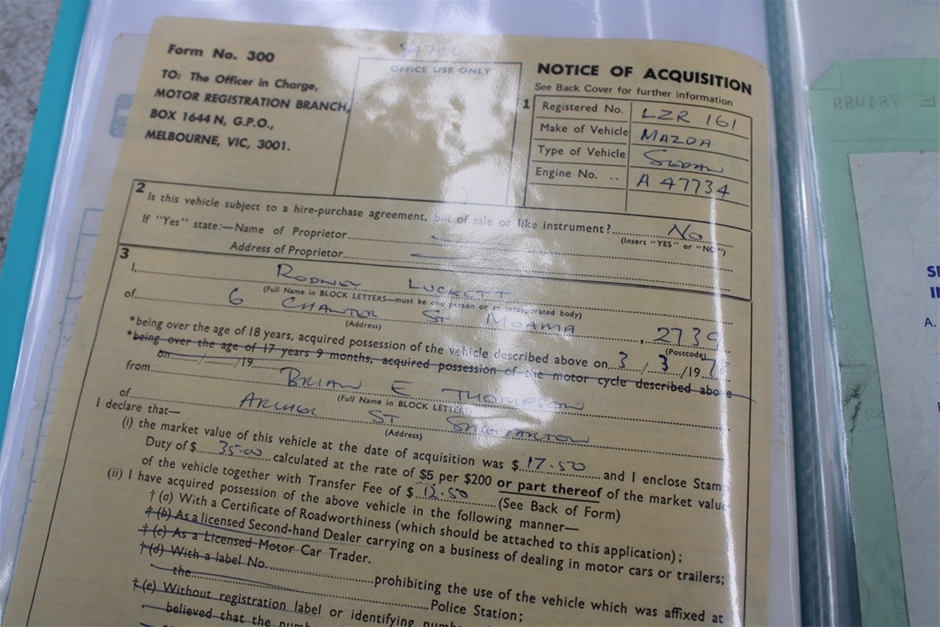 Form No. 300
OFFICE USE ONLY
TO: The Officer in Charge,
MOTOR REGISTRATION BRANCH,
BOX 1644 N, G.P.O.,
MELBOURNE, VIC, 3001.
NOTICE OF ACQUISITION
See Back Cover for further information
1 Registered No. LZR 161
Make of Vehicle MAZDA
Type of Vehicle SEDAN
Engine No. .. A 47734
2 Is this vehicle subject to a hire-purchase agreement, bill of sale or like instrument? No
(Insert "YES" or "NO")
If "Yes" state:—Name of Proprietor
Address of Proprietor
3
I, RODNEY LUCKETT
(Full Name in BLOCK LETTERS—must be one person or an incorporated body)
of 6 CHANTER ST MOAMA, 2739
(Address) (Postcode)
*being over the age of 18 years, acquired possession of the vehicle described above on 3/3/19 78
*being over the age of 17 years 9 months, acquired possession of the motor cycle described above
on / /19
from BRIAN E THOMPSON
(Full Name in BLOCK LETTERS)
of ARCHER ST SHEPPARTON
(Address)
I declare that—
(i) the market value of this vehicle at the date of acquisition was $ 17.50 and I enclose Stamp
Duty of $ 35.00 calculated at the rate of $5 per $200 or part thereof of the market value
of the vehicle together with Transfer Fee of $ 12.50 (See Back of Form)
(ii) I have acquired possession of the above vehicle in the following manner—
† (a) With a Certificate of Roadworthiness (which should be attached to this application);
† (b) As a licensed Second-hand Dealer carrying on a business of dealing in motor cars or trailers;
† (c) As a Licensed Motor Car Trader.
† (d) With a label No. prohibiting the use of the vehicle which was affixed at
the Police Station;
† (e) Without registration label or identifying
believed that the
E 781089
A.